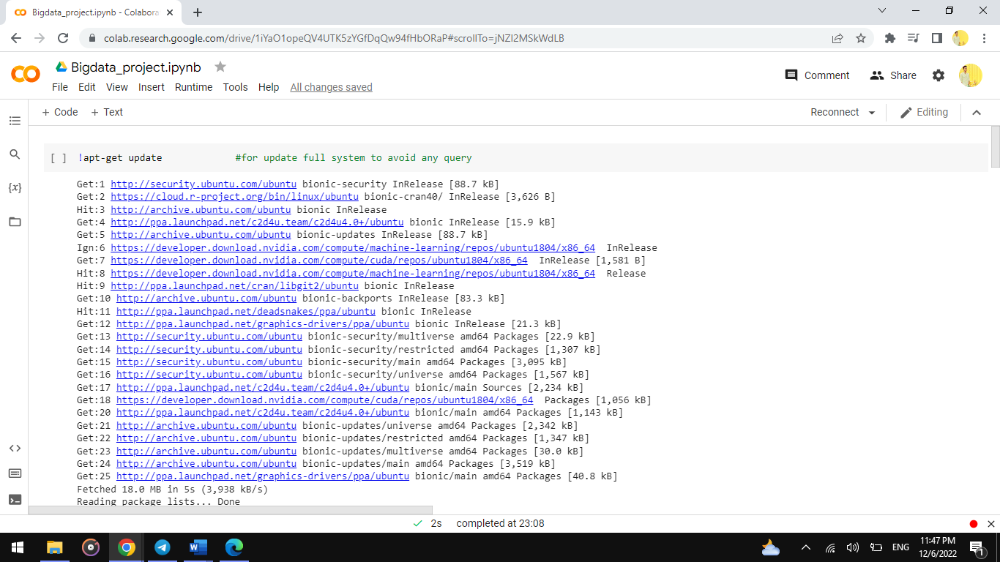 Bigdata_project.ipynb - Colabora
colab.research.google.com/drive/1iYaO1opeQV4UTK5zYGfDqQw94fHbORaP#scrollTo=jNZI2MSkWdLB
Bigdata_project.ipynb
Comment Share
File Edit View Insert Runtime Tools Help All changes saved
+ Code + Text Reconnect Editing
[ ] !apt-get update #for update full system to avoid any query
Get:1 http://security.ubuntu.com/ubuntu bionic-security InRelease [88.7 kB]
Get:2 https://cloud.r-project.org/bin/linux/ubuntu bionic-cran40/ InRelease [3,626 B]
Hit:3 http://archive.ubuntu.com/ubuntu bionic InRelease
Get:4 http://ppa.launchpad.net/c2d4u.team/c2d4u4.0+/ubuntu bionic InRelease [15.9 kB]
Get:5 http://archive.ubuntu.com/ubuntu bionic-updates InRelease [88.7 kB]
Ign:6 https://developer.download.nvidia.com/compute/machine-learning/repos/ubuntu1804/x86_64 InRelease
Get:7 https://developer.download.nvidia.com/compute/cuda/repos/ubuntu1804/x86_64 InRelease [1,581 B]
Hit:8 https://developer.download.nvidia.com/compute/machine-learning/repos/ubuntu1804/x86_64 Release
Hit:9 http://ppa.launchpad.net/cran/libgit2/ubuntu bionic InRelease
Get:10 http://archive.ubuntu.com/ubuntu bionic-backports InRelease [83.3 kB]
Hit:11 http://ppa.launchpad.net/deadsnakes/ppa/ubuntu bionic InRelease
Get:12 http://ppa.launchpad.net/graphics-drivers/ppa/ubuntu bionic InRelease [21.3 kB]
Get:13 http://security.ubuntu.com/ubuntu bionic-security/multiverse amd64 Packages [22.9 kB]
Get:14 http://security.ubuntu.com/ubuntu bionic-security/restricted amd64 Packages [1,307 kB]
Get:15 http://security.ubuntu.com/ubuntu bionic-security/main amd64 Packages [3,095 kB]
Get:16 http://security.ubuntu.com/ubuntu bionic-security/universe amd64 Packages [1,567 kB]
Get:17 http://ppa.launchpad.net/c2d4u.team/c2d4u4.0+/ubuntu bionic/main Sources [2,234 kB]
Get:18 https://developer.download.nvidia.com/compute/cuda/repos/ubuntu1804/x86_64 Packages [1,056 kB]
Get:20 http://ppa.launchpad.net/c2d4u.team/c2d4u4.0+/ubuntu bionic/main amd64 Packages [1,143 kB]
Get:21 http://archive.ubuntu.com/ubuntu bionic-updates/universe amd64 Packages [2,342 kB]
Get:22 http://archive.ubuntu.com/ubuntu bionic-updates/restricted amd64 Packages [1,347 kB]
Get:23 http://archive.ubuntu.com/ubuntu bionic-updates/multiverse amd64 Packages [30.0 kB]
Get:24 http://archive.ubuntu.com/ubuntu bionic-updates/main amd64 Packages [3,519 kB]
Get:25 http://ppa.launchpad.net/graphics-drivers/ppa/ubuntu bionic/main amd64 Packages [40.8 kB]
Fetched 18.0 MB in 5s (3,938 kB/s)
Reading package lists... Done
2s completed at 23:08
ENG
11:47 PM
12/6/2022
1